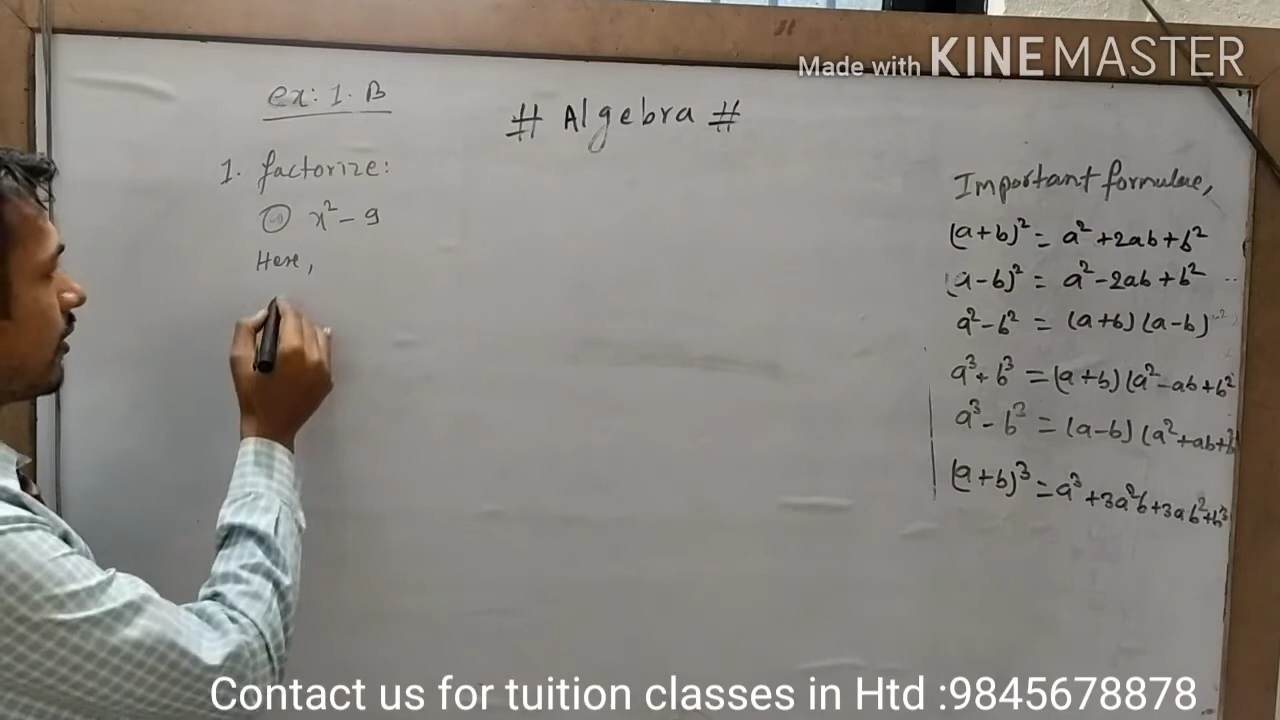 Made with KINEMASTER
ex: 1. B
# Algebra #
1. factorize:
x² - 9
Here,
Important formulae,
(a+b)² = a² + 2ab + b²
(a-b)² = a² - 2ab + b²
a² - b² = (a+b) (a-b)
a³ + b³ = (a+b) (a² - ab + b²
a³ - b³ = (a-b) (a² + ab + b²
(a+b)³ = a³ + 3a²b + 3ab² + b³
Contact us for tuition classes in Htd :9845678878